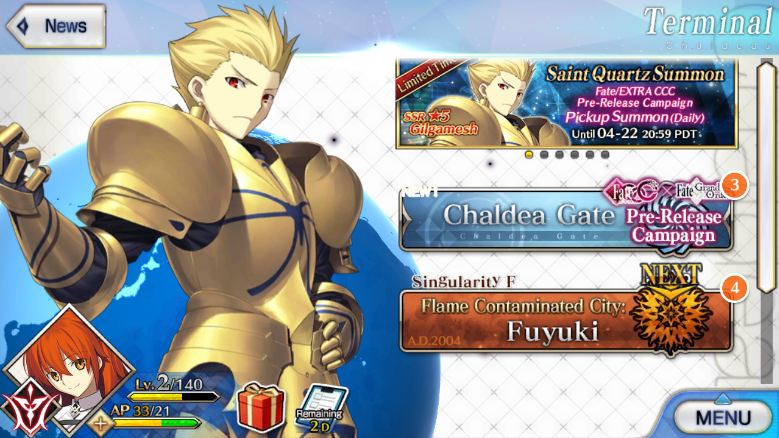 News
Terminal
CHALDEAS
Limited Time
Saint Quartz Summon
Fate/EXTRA CCC
Pre-Release Campaign
Pickup Summon (Daily)
SSR ★5
Gilgamesh
Until 04-22 20:59 PDT
3
Fate
Fate Grand Order
Chaldea Gate
Chaldea Gate
Pre-Release
Campaign
Singularity F
NEXT
4
Flame Contaminated City:
Fuyuki
A.D.2004
Lv. 2/140
AP 33/21
Remaining
2D
MENU